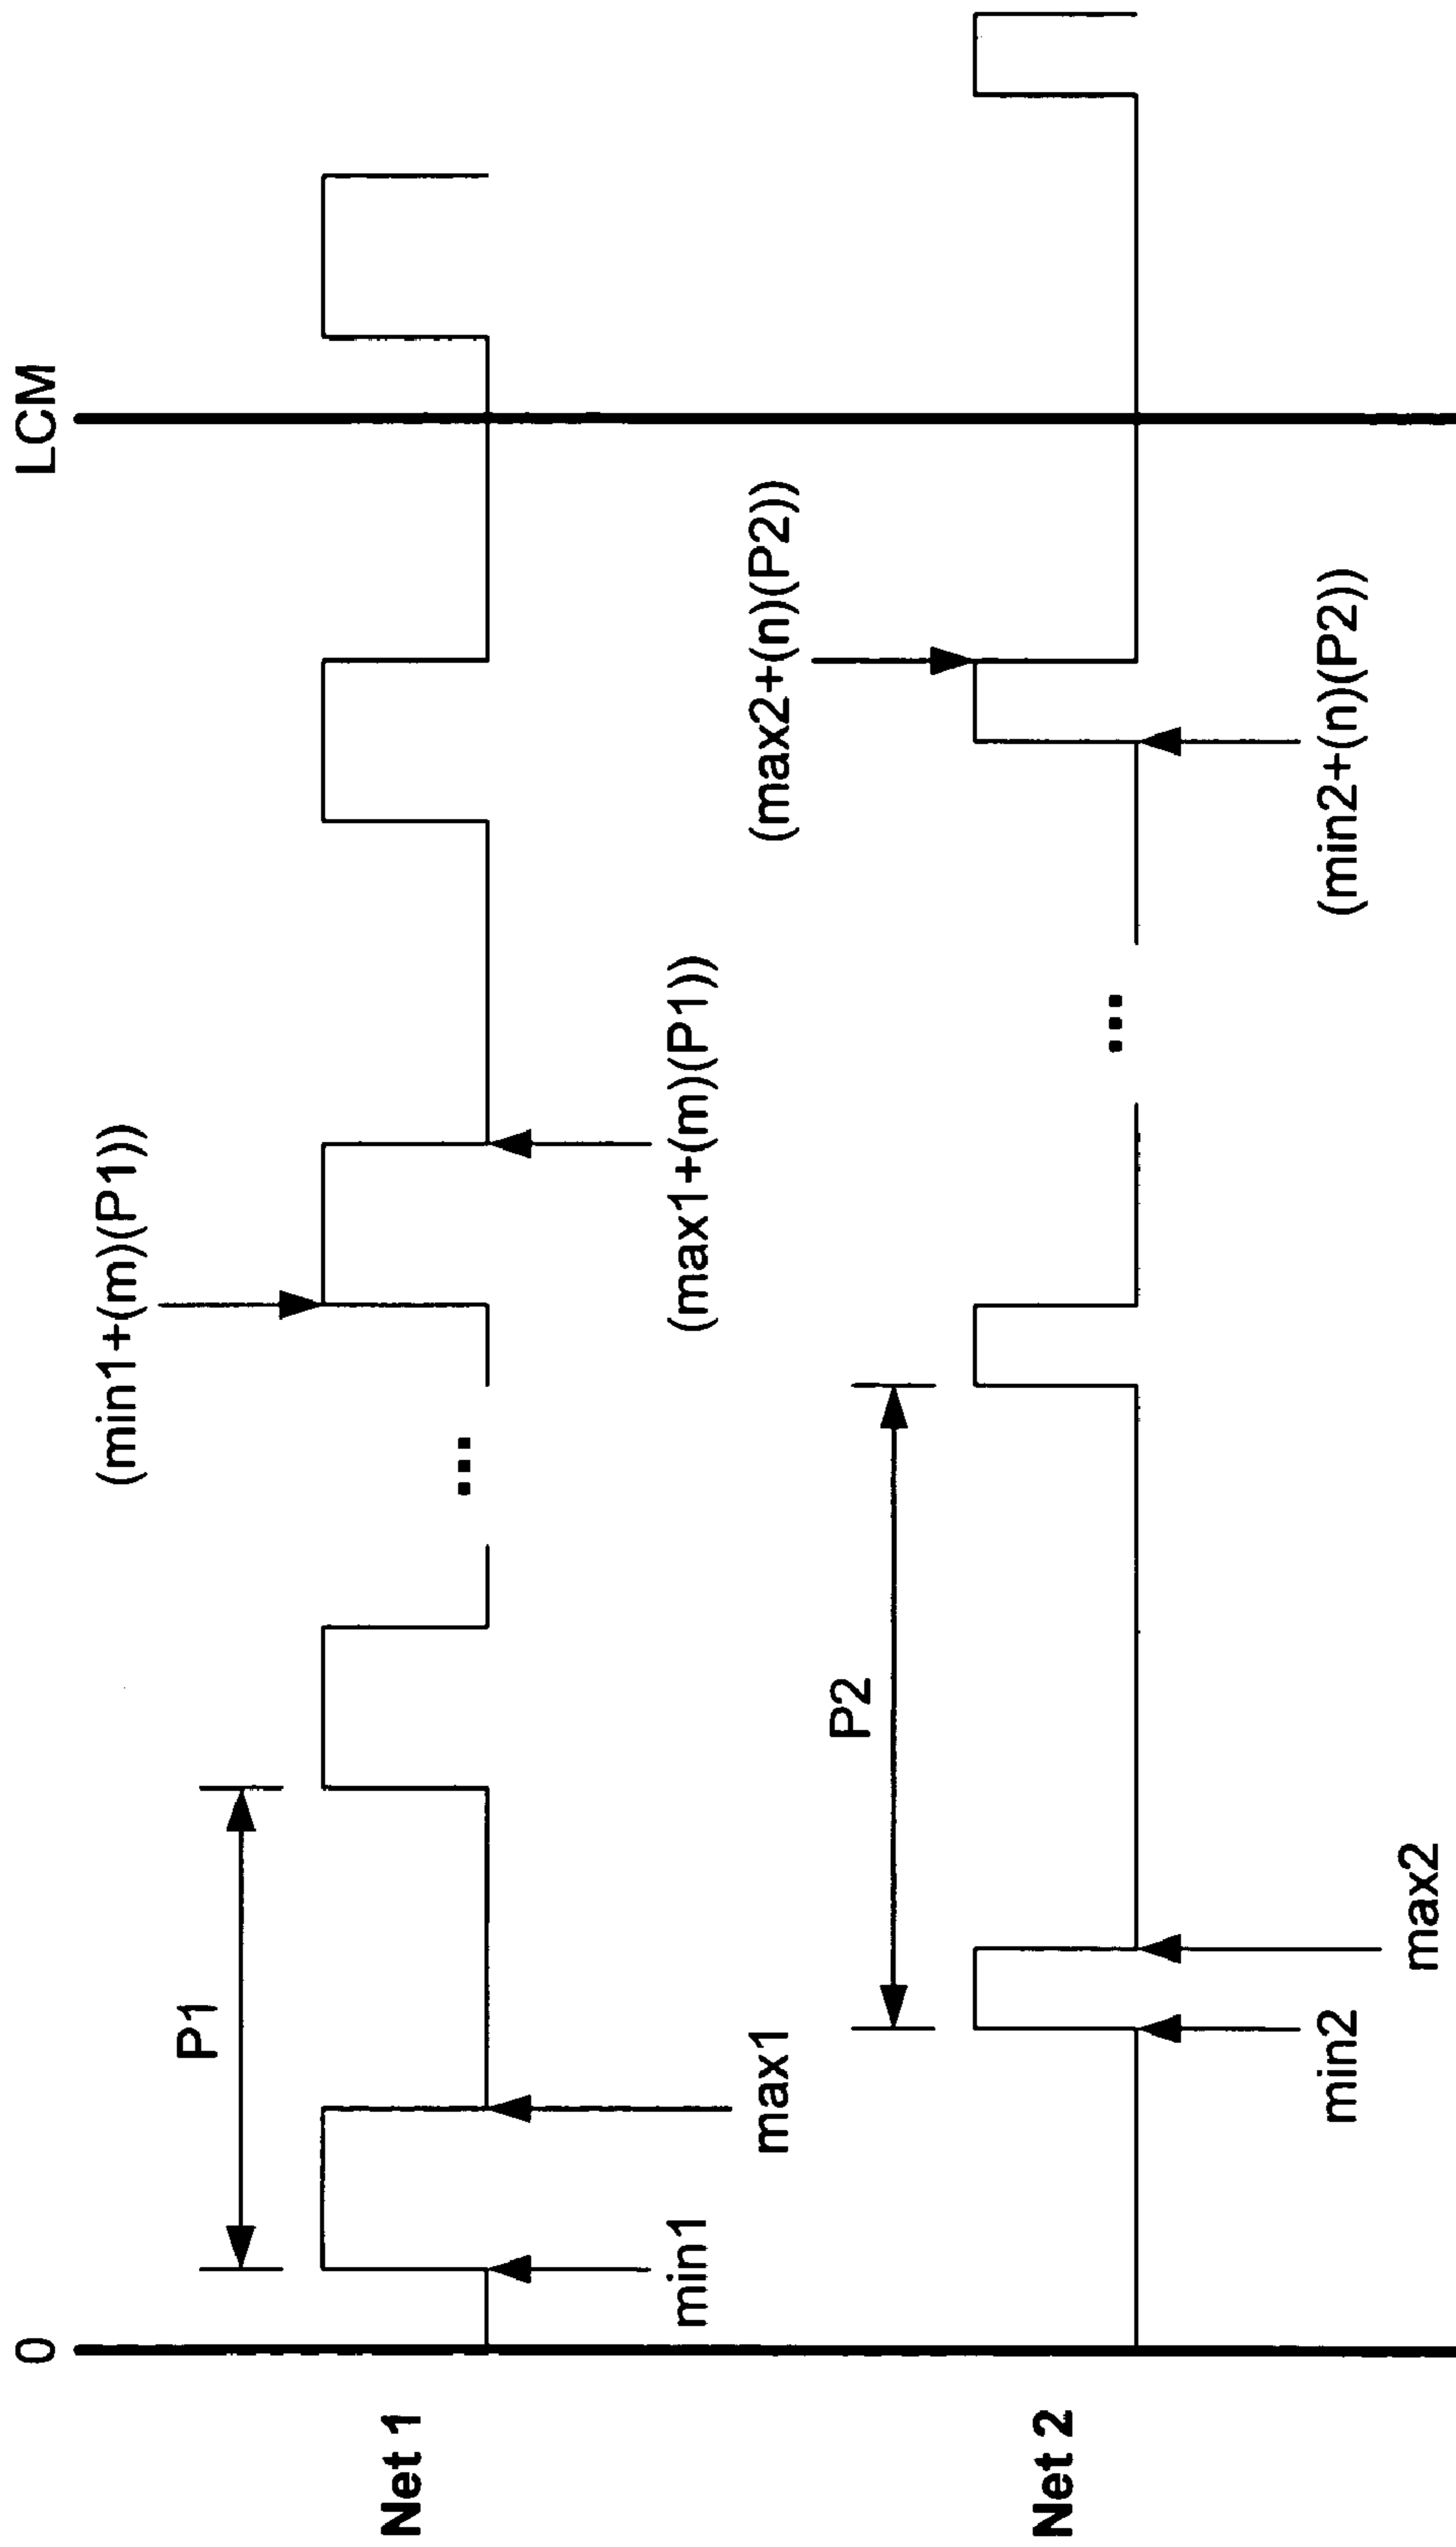 0
LCM
Net 1
P1
(min1+(m)(P1))
min1
max1
(max1+(m)(P1))
...
Net 2
P2
(max2+(n)(P2))
...
min2
max2
(min2+(n)(P2))